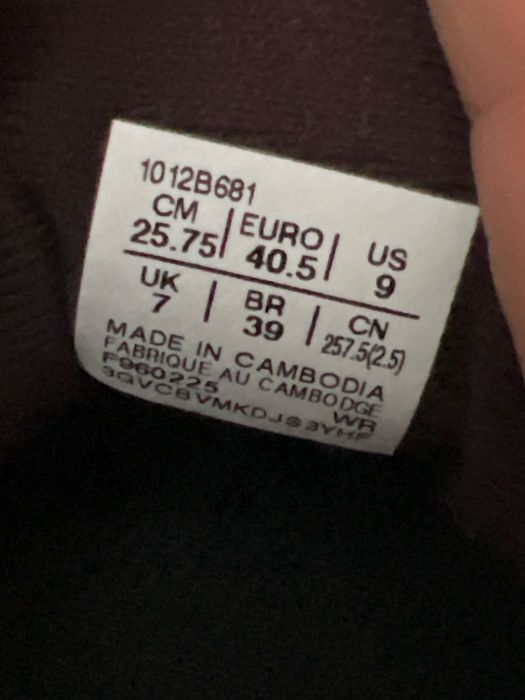 1012B681
CM | EURO | US
25.75 | 40.5 | 9
UK | BR | CN
7 | 39 | 257.5(2.5)
MADE IN CAMBODIA
FABRIQUE AU CAMBODGE
F960225 WR
3GVCBVMKDJS3YHF